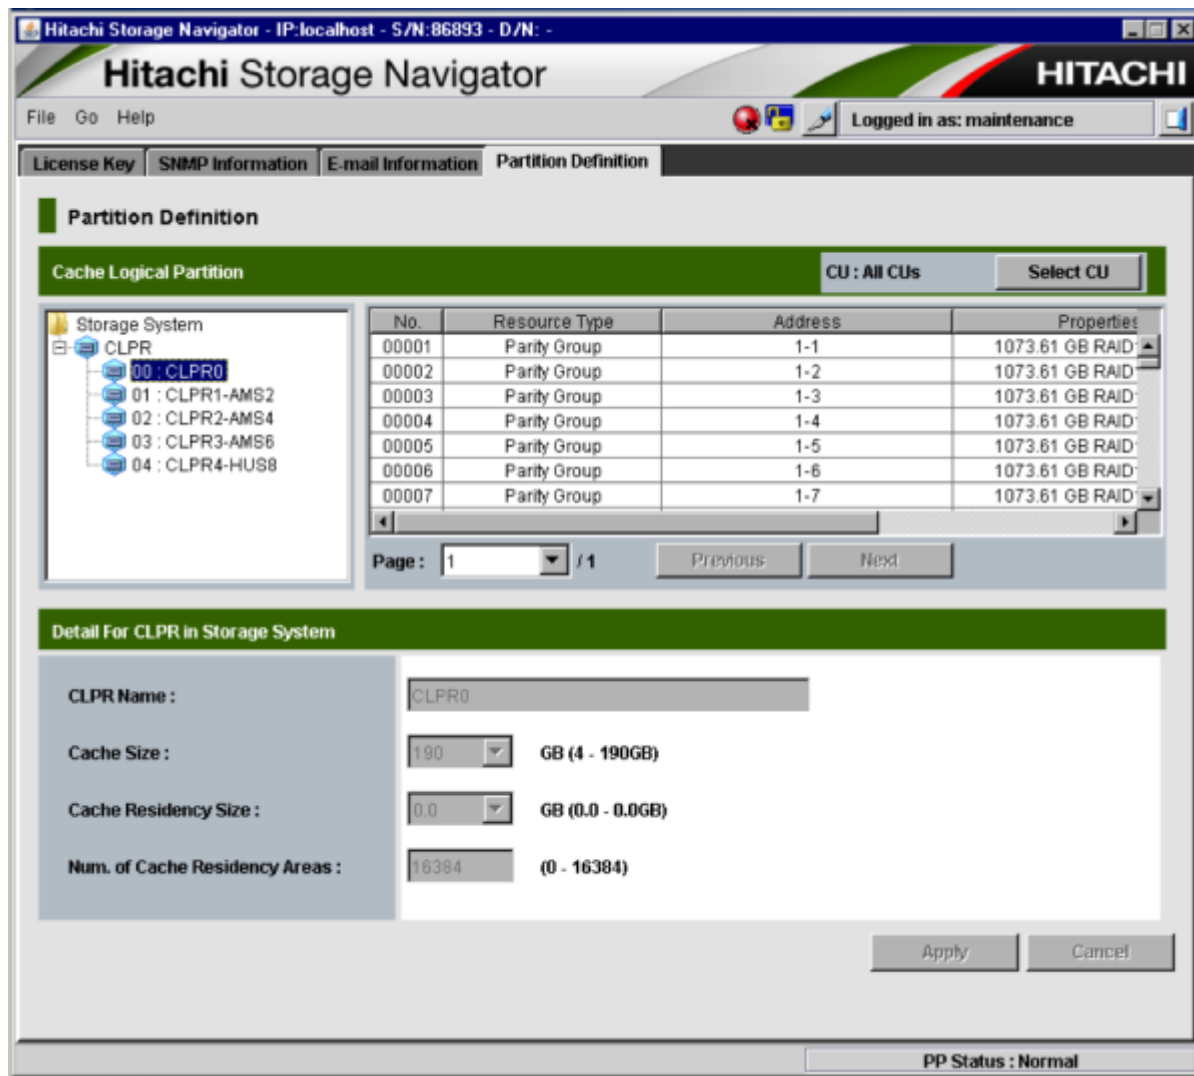 Hitachi Storage Navigator - IP:localhost - S/N:86893 - D/N: -
Hitachi Storage Navigator
HITACHI
File Go Help
Logged in as: maintenance
License Key SNMP Information E-mail Information Partition Definition
Partition Definition
Cache Logical Partition CU : All CUs Select CU
Storage System
CLPR
00 : CLPR0
01 : CLPR1-AMS2
02 : CLPR2-AMS4
03 : CLPR3-AMS6
04 : CLPR4-HUS8
No. Resource Type Address Properties
00001 Parity Group 1-1 1073.61 GB RAID
00002 Parity Group 1-2 1073.61 GB RAID
00003 Parity Group 1-3 1073.61 GB RAID
00004 Parity Group 1-4 1073.61 GB RAID
00005 Parity Group 1-5 1073.61 GB RAID
00006 Parity Group 1-6 1073.61 GB RAID
00007 Parity Group 1-7 1073.61 GB RAID
Page : 1 / 1 Previous Next
Detail For CLPR in Storage System
CLPR Name : CLPR0
Cache Size : 190 GB (4 - 190GB)
Cache Residency Size : 0.0 GB (0.0 - 0.0GB)
Num. of Cache Residency Areas : 16384 (0 - 16384)
Apply Cancel
PP Status : Normal